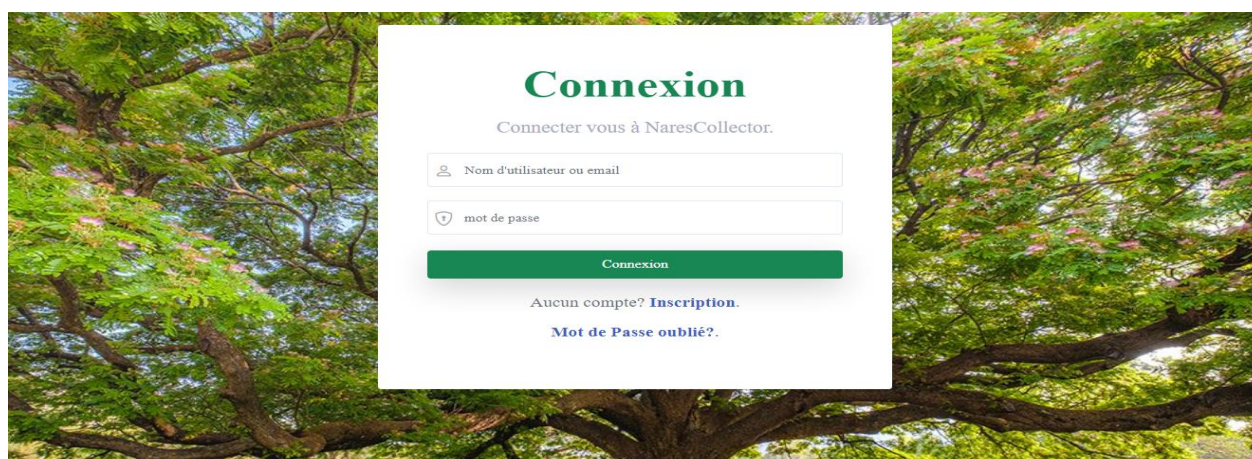 Connexion
Connecter vous à NaresCollector.
Nom d'utilisateur ou email
mot de passe
Connexion
Aucun compte? Inscription.
Mot de Passe oublié?.